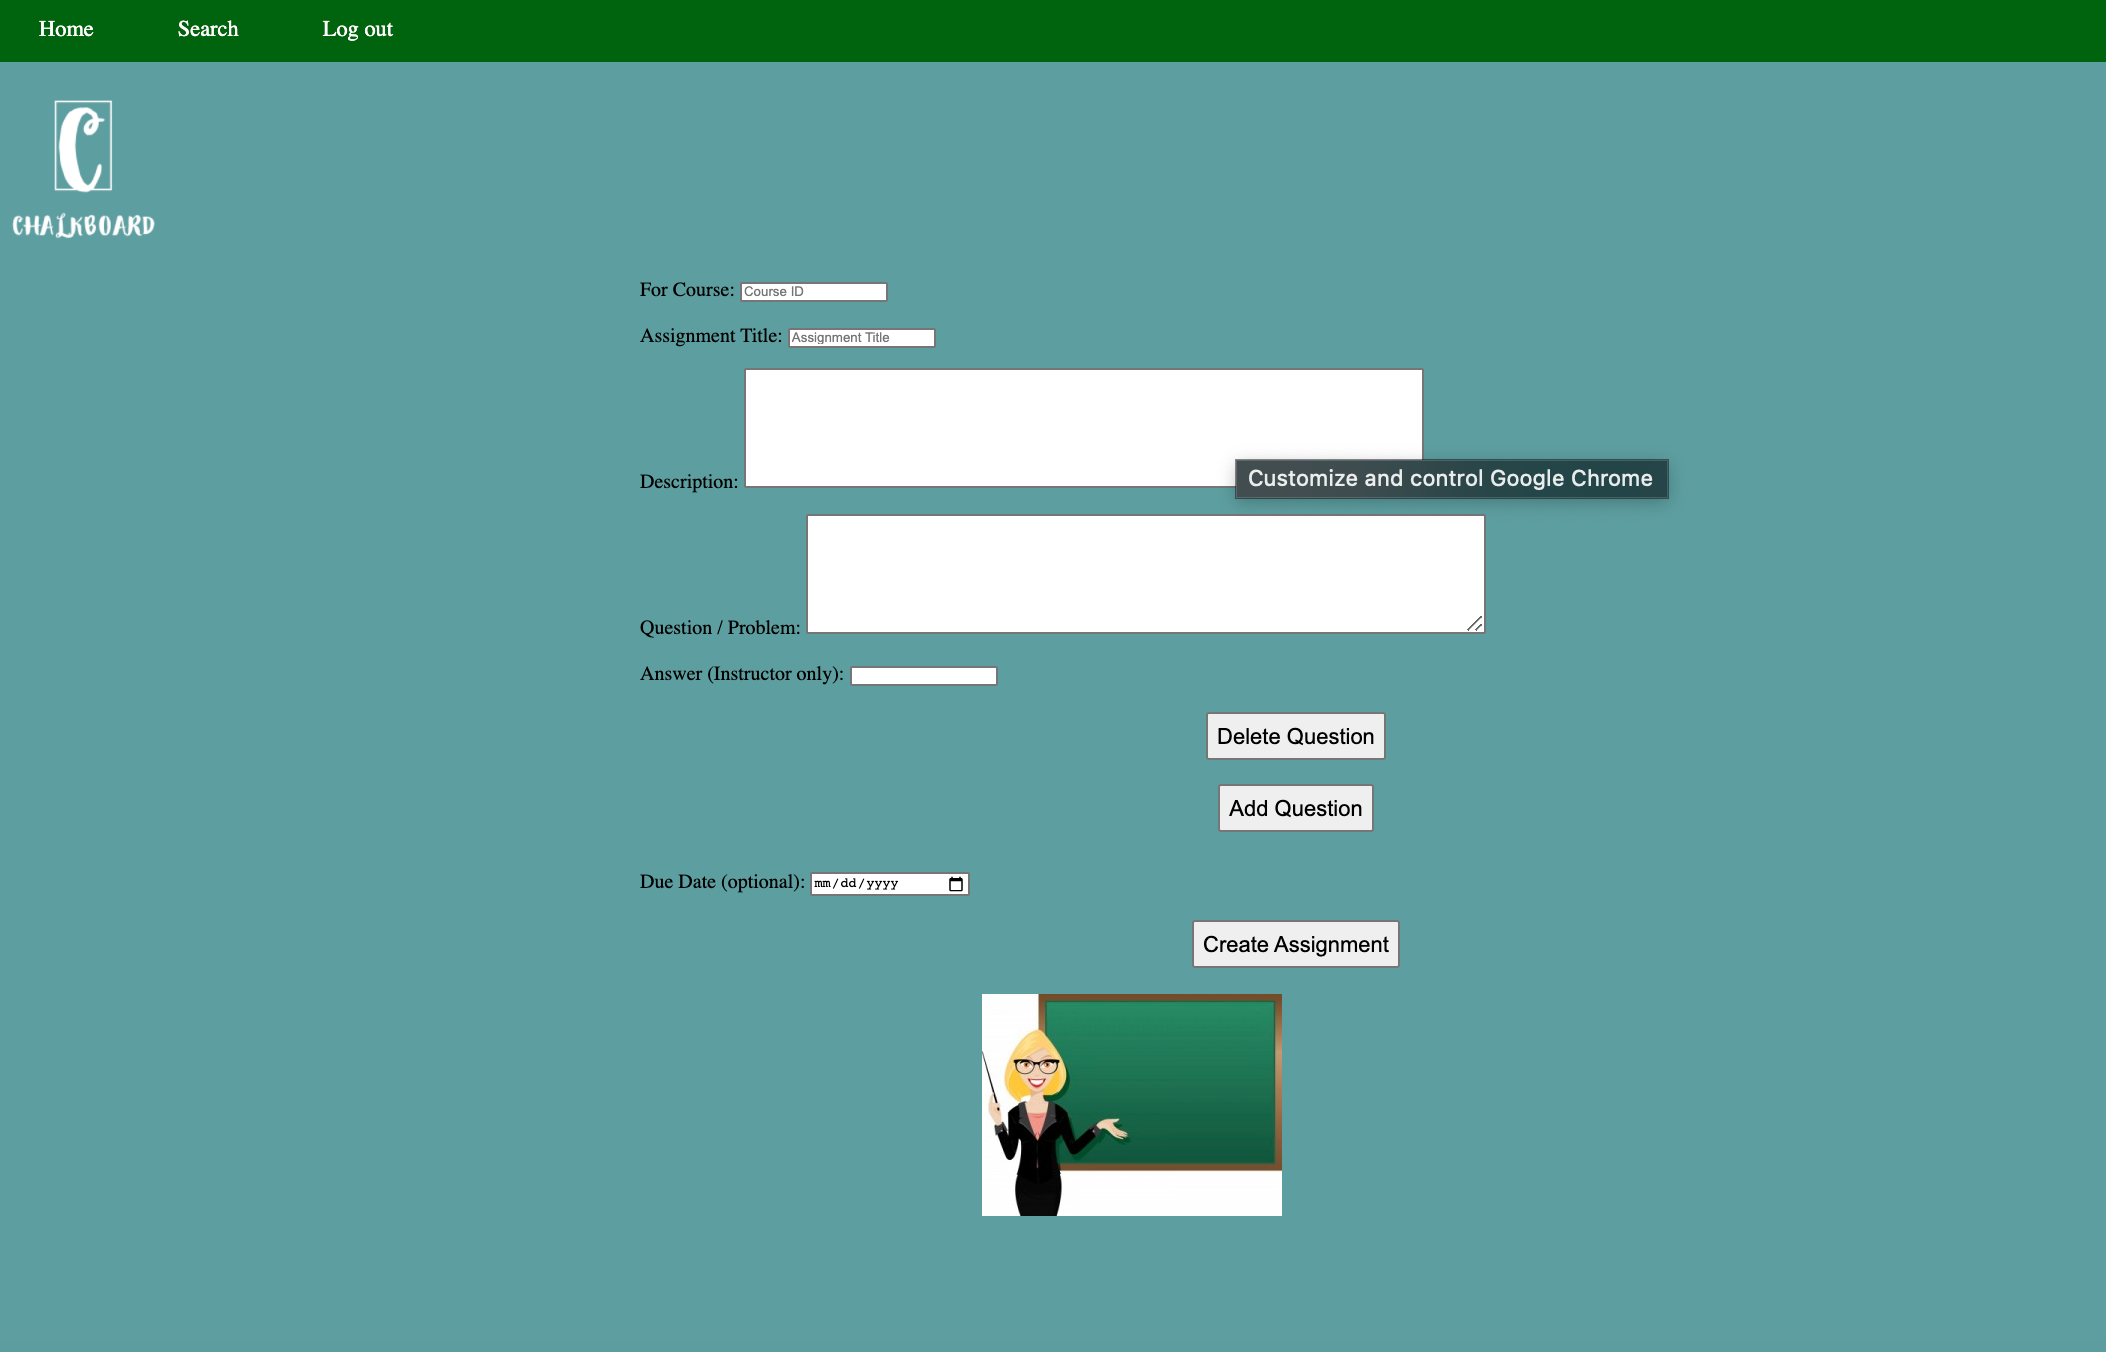 Home Search Log out
C
CHALKBOARD
For Course: Course ID
Assignment Title: Assignment Title
Description:
Customize and control Google Chrome
Question / Problem:
Answer (Instructor only):
Delete Question
Add Question
Due Date (optional): mm/dd/yyyy
Create Assignment